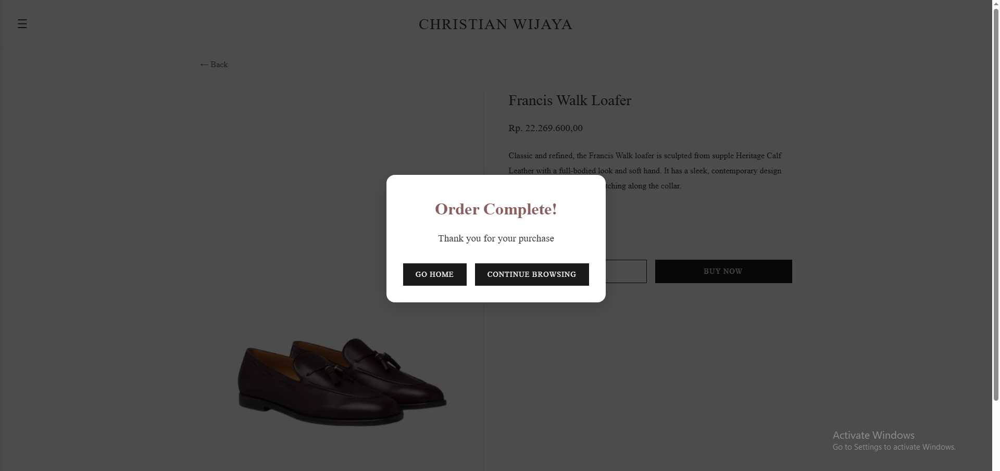 ☰
CHRISTIAN WIJAYA
← Back
Francis Walk Loafer
Rp. 22.269.600,00
Classic and refined, the Francis Walk loafer is sculpted from supple Heritage Calf
Leather with a full-bodied look and soft hand. It has a sleek, contemporary design
along the collar.
Order Complete!
Thank you for your purchase
GO HOME
CONTINUE BROWSING
BUY NOW
Activate Windows
Go to Settings to activate Windows.